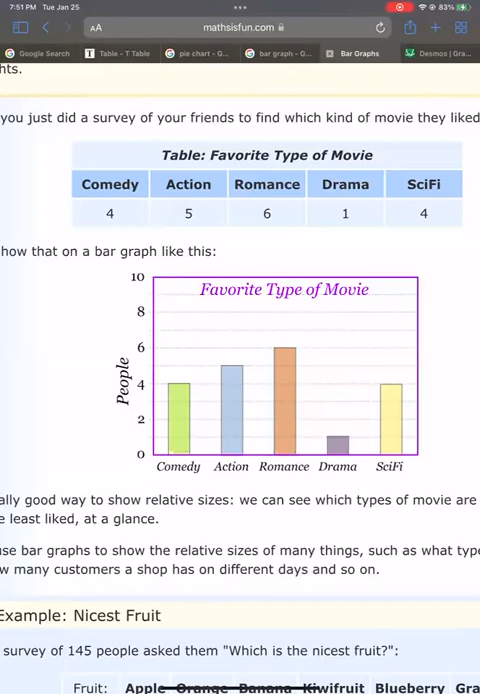 7:51 PM Tue Jan 25
83%
AA
mathsisfun.com
Google Search
Table - T Table
pie chart - G...
bar graph - G...
Bar Graphs
Desmos | Gra...
hts.
you just did a survey of your friends to find which kind of movie they liked
Table: Favorite Type of Movie
Comedy Action Romance Drama SciFi
4 5 6 1 4
how that on a bar graph like this:
Favorite Type of Movie
10
8
6
4
2
0
People
Comedy Action Romance Drama SciFi
ally good way to show relative sizes: we can see which types of movie are
e least liked, at a glance.
use bar graphs to show the relative sizes of many things, such as what type
w many customers a shop has on different days and so on.
Example: Nicest Fruit
survey of 145 people asked them "Which is the nicest fruit?":
Fruit: Apple Orange Banana Kiwifruit Blueberry Gra